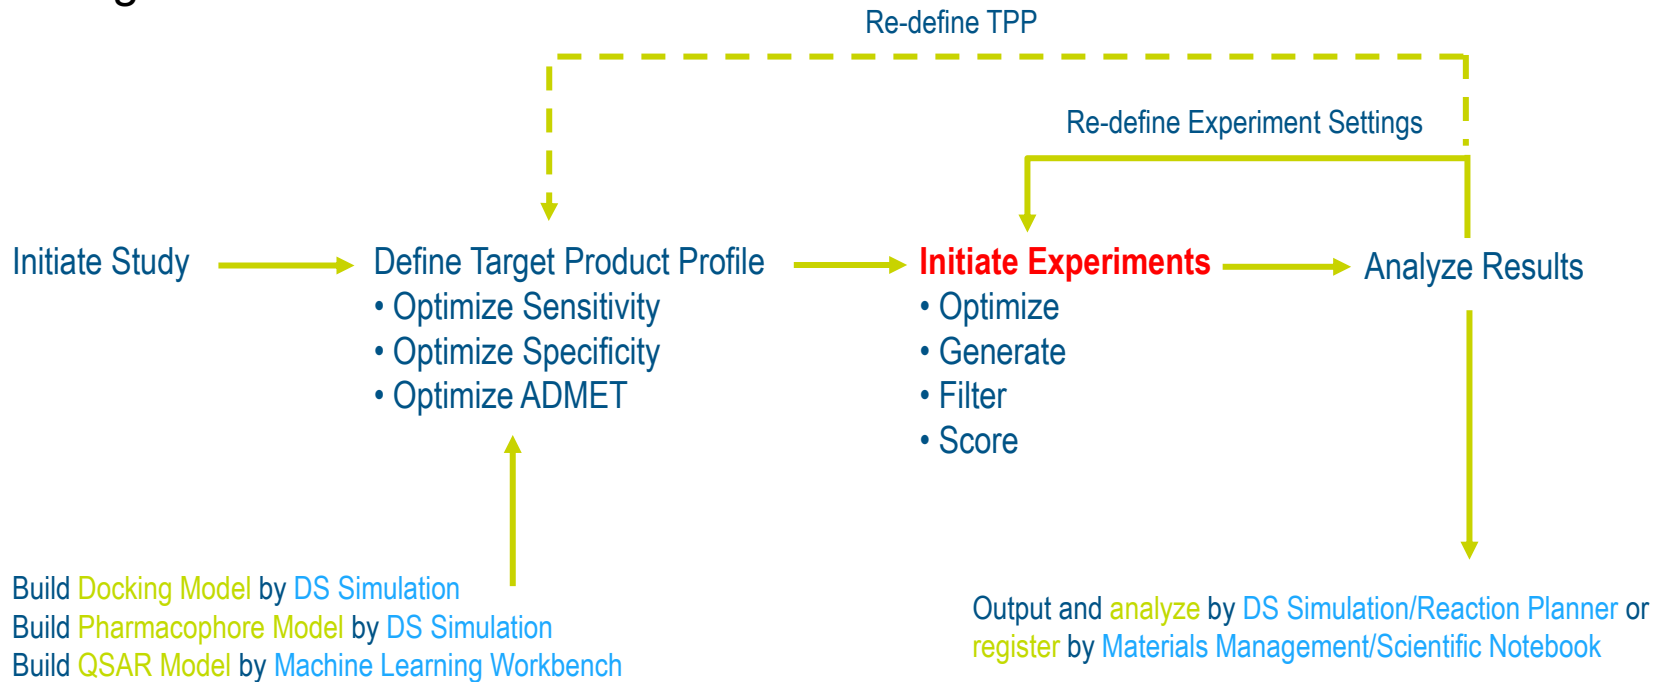 Re-define TPP
Re-define Experiment Settings
Initiate Study
Define Target Product Profile
• Optimize Sensitivity
• Optimize Specificity
• Optimize ADMET
Initiate Experiments
• Optimize
• Generate
• Filter
• Score
Analyze Results
Build Docking Model by DS Simulation
Build Pharmacophore Model by DS Simulation
Build QSAR Model by Machine Learning Workbench
Output and analyze by DS Simulation/Reaction Planner or
register by Materials Management/Scientific Notebook